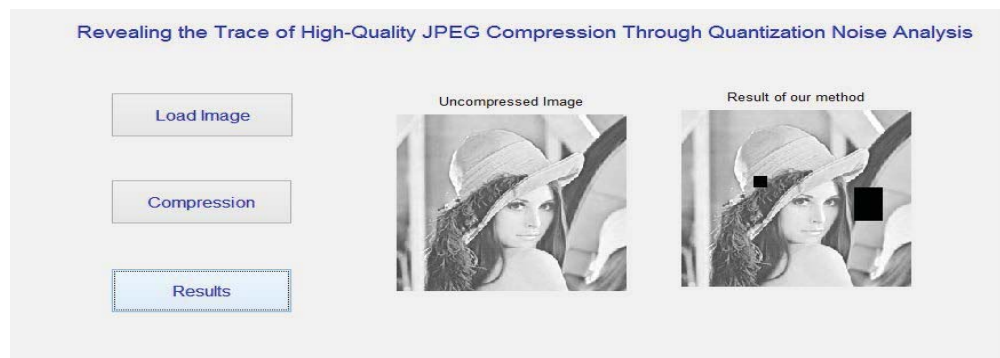 Revealing the Trace of High-Quality JPEG Compression Through Quantization Noise Analysis
Load Image
Compression
Results
Uncompressed Image
Result of our method